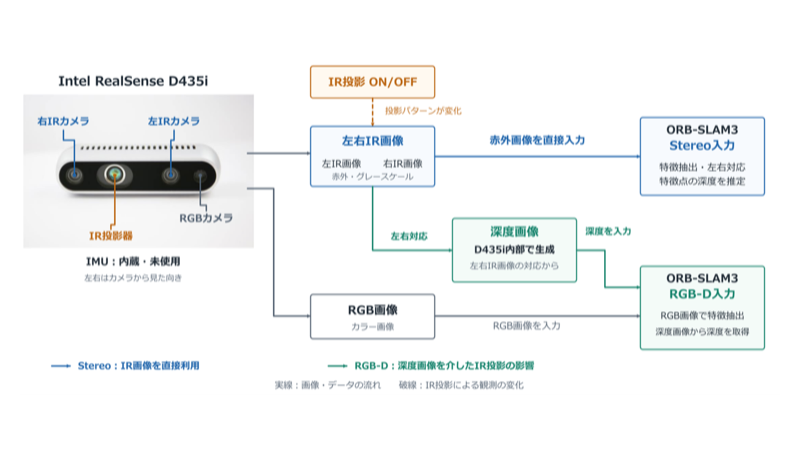 Intel RealSense D435i
右IRカメラ
左IRカメラ
RGBカメラ
IR投影器
IMU：内蔵・未使用
左右はカメラから見た向き
IR投影 ON/OFF
投影パターンが変化
左右IR画像
左IR画像 右IR画像
赤外・グレースケール
赤外画像を直接入力
ORB-SLAM3
Stereo入力
特徴抽出・左右対応
特徴点の深度を推定
左右対応
深度画像
D435i内部で生成
左右IR画像の対応から
深度を入力
RGB画像
カラー画像
RGB画像を入力
ORB-SLAM3
RGB-D入力
RGB画像で特徴抽出
深度画像から深度を取得
Stereo：IR画像を直接利用
RGB-D：深度画像を介したIR投影の影響
実線：画像・データの流れ 破線：IR投影による観測の変化